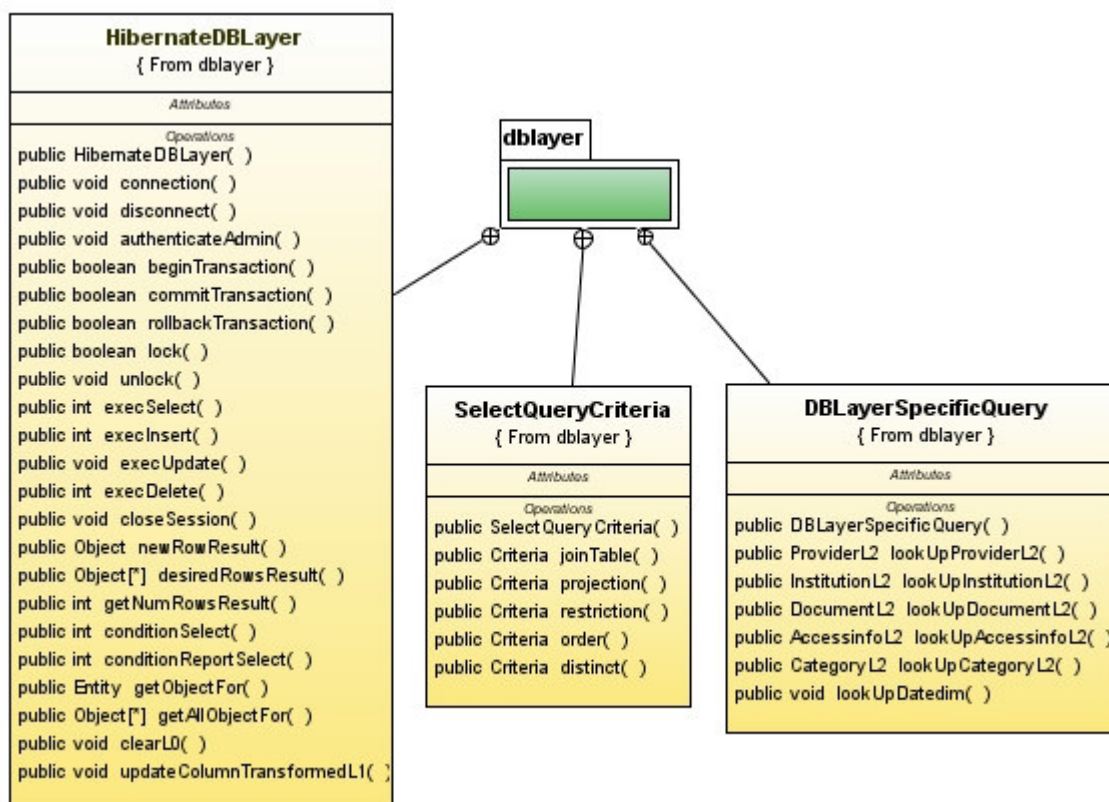 HibernateDBLayer
{ From dblayer }
Attributes
Operations
public HibernateDBLayer( )
public void connection( )
public void disconnect( )
public void authenticateAdmin( )
public boolean beginTransaction( )
public boolean commitTransaction( )
public boolean rollbackTransaction( )
public boolean lock( )
public void unlock( )
public int execSelect( )
public int execInsert( )
public void execUpdate( )
public int execDelete( )
public void closeSession( )
public Object newRowResult( )
public Object[*] desiredRowsResult( )
public int getNumRowsResult( )
public int conditionSelect( )
public int conditionReportSelect( )
public Entity getObjectFor( )
public Object[*] getAllObjectFor( )
public void clearL0( )
public void updateColumnTransformedL1( )
dblayer
SelectQueryCriteria
{ From dblayer }
Attributes
Operations
public SelectQueryCriteria( )
public Criteria joinTable( )
public Criteria projection( )
public Criteria restriction( )
public Criteria order( )
public Criteria distinct( )
DBLayerSpecificQuery
{ From dblayer }
Attributes
Operations
public DBLayerSpecificQuery( )
public ProviderL2 lookUpProviderL2( )
public InstitutionL2 lookUpInstitutionL2( )
public DocumentL2 lookUpDocumentL2( )
public AccessinfoL2 lookUpAccessinfoL2( )
public CategoryL2 lookUpCategoryL2( )
public void lookUpDatedim( )